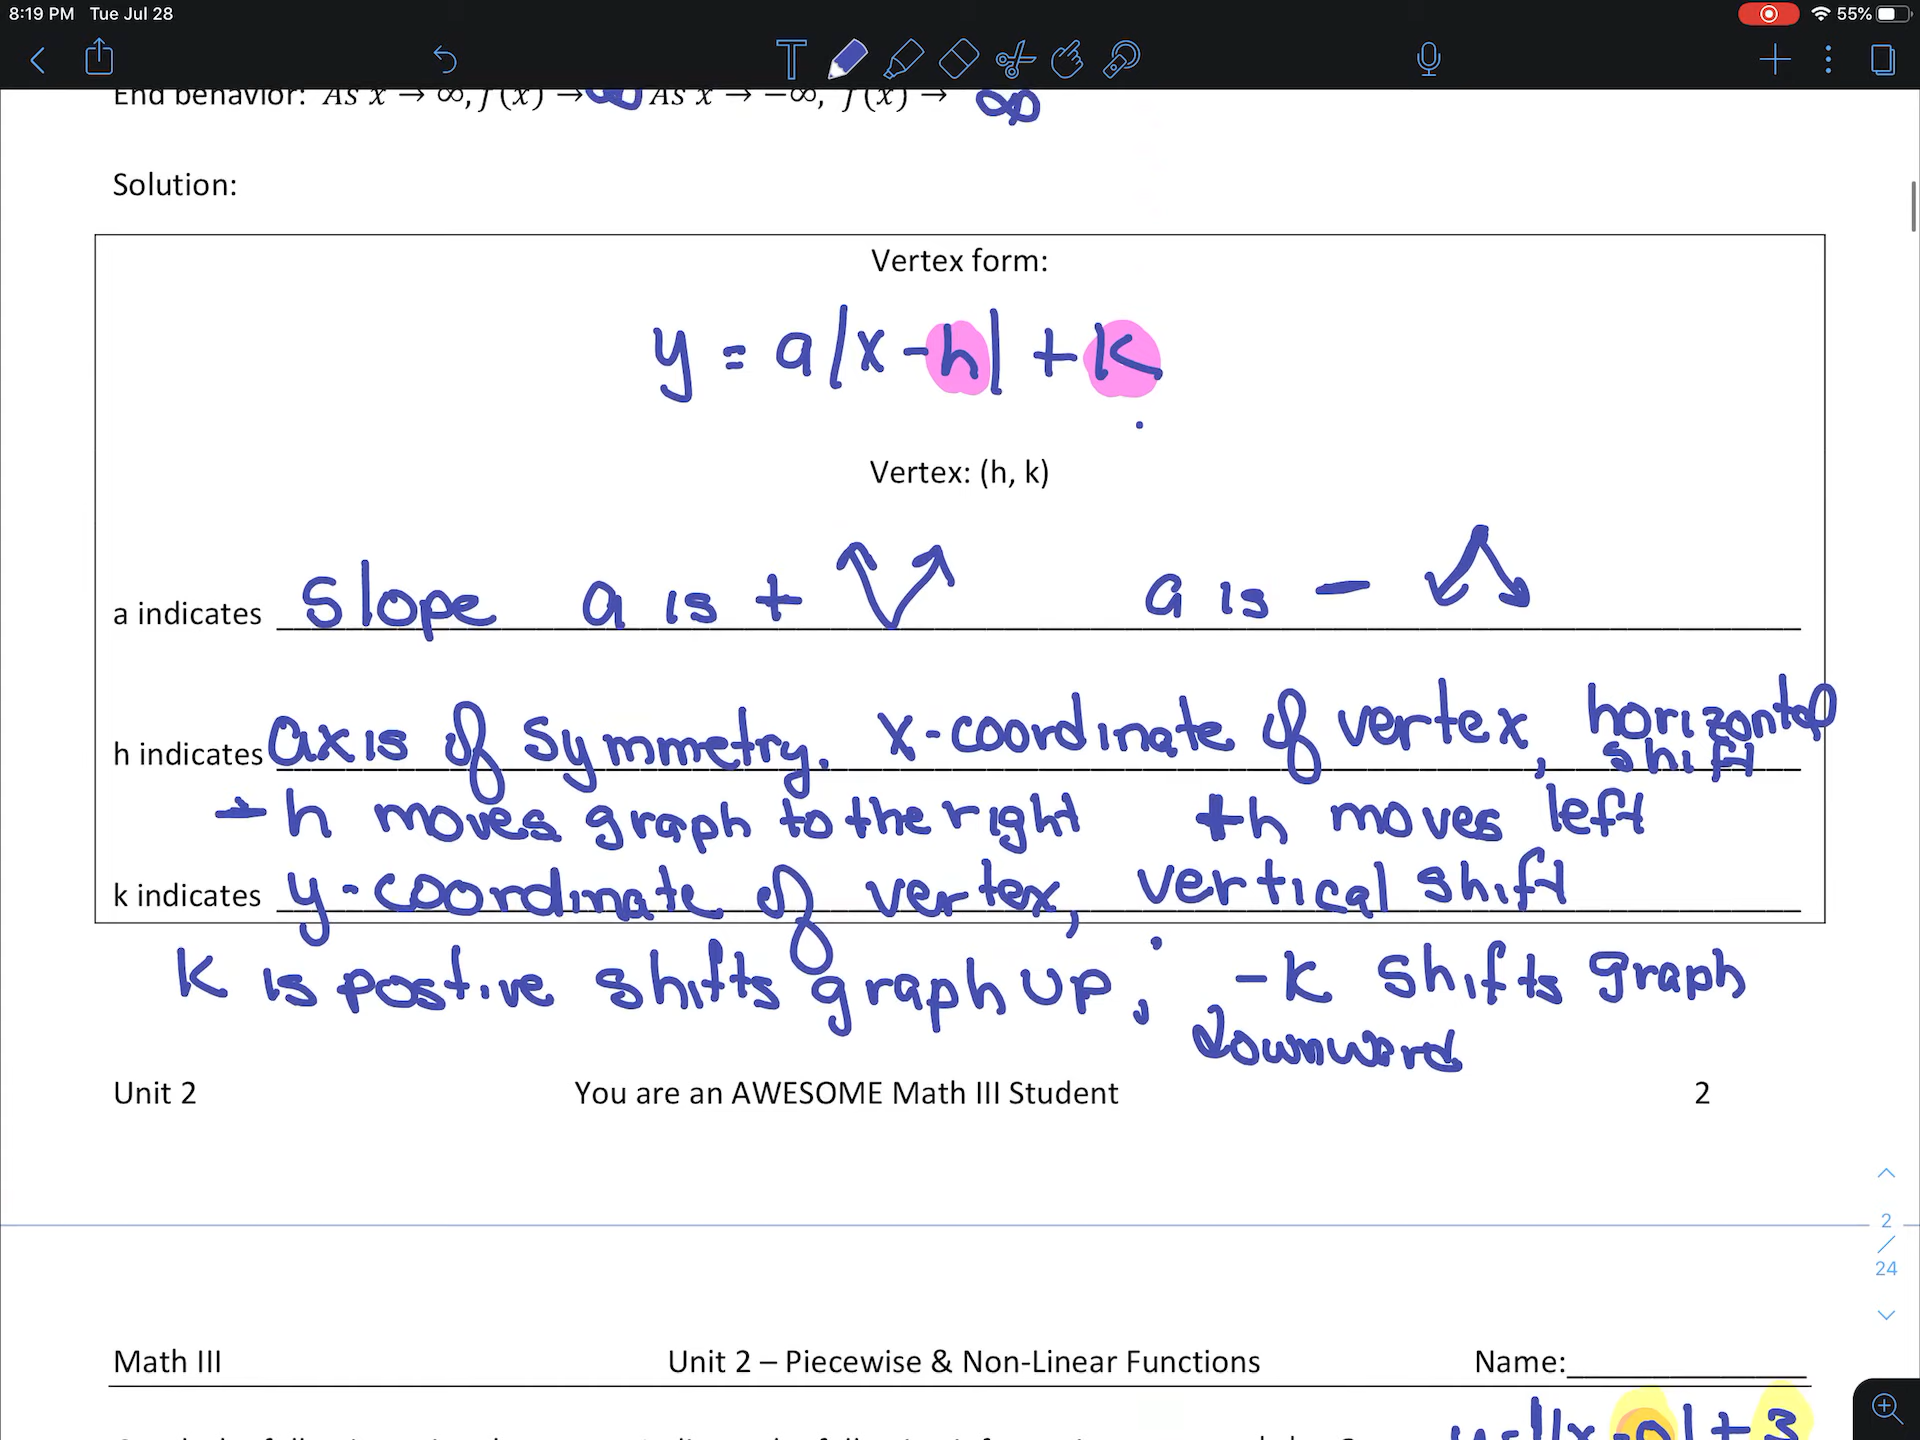 8:19 PM Tue Jul 28
55%
End behavior: As x → ∞, f(x) → ∞ As x → −∞, f(x) → ∞
Solution:
Vertex form:
y = a|x - h| + k
Vertex: (h, k)
a indicates slope a is + a is -
h indicates axis of symmetry, x-coordinate of vertex, horizontal
shift
- h moves graph to the right +h moves left
k indicates y-coordinate of vertex, vertical shift
K is postive shifts graph up, -K shifts graph
downward
Unit 2 You are an AWESOME Math III Student 2
2
/
24
Math III Unit 2 – Piecewise & Non-Linear Functions Name: